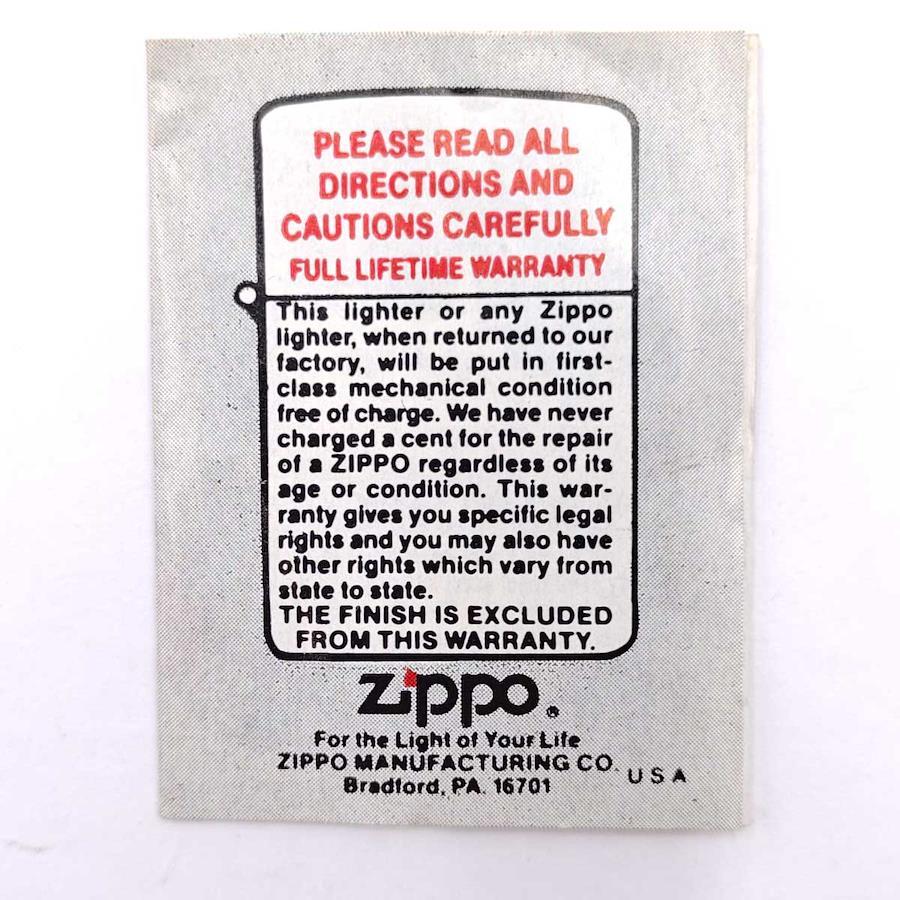 PLEASE READ ALL
DIRECTIONS AND
CAUTIONS CAREFULLY
FULL LIFETIME WARRANTY
This lighter or any Zippo
lighter, when returned to our
factory, will be put in first-
class mechanical condition
free of charge. We have never
charged a cent for the repair
of a ZIPPO regardless of its
age or condition. This war-
ranty gives you specific legal
rights and you may also have
other rights which vary from
state to state.
THE FINISH IS EXCLUDED
FROM THIS WARRANTY.
Zippo®
For the Light of Your Life
ZIPPO MANUFACTURING CO. USA
Bradford, PA. 16701